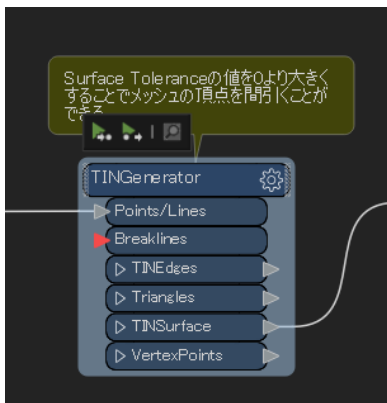 Surface Toleranceの値を0より大きく
することでメッシュの頂点を間引くことが
できる
TINGenerator
Points/Lines
Breaklines
TINEdges
Triangles
TINSurface
VertexPoints